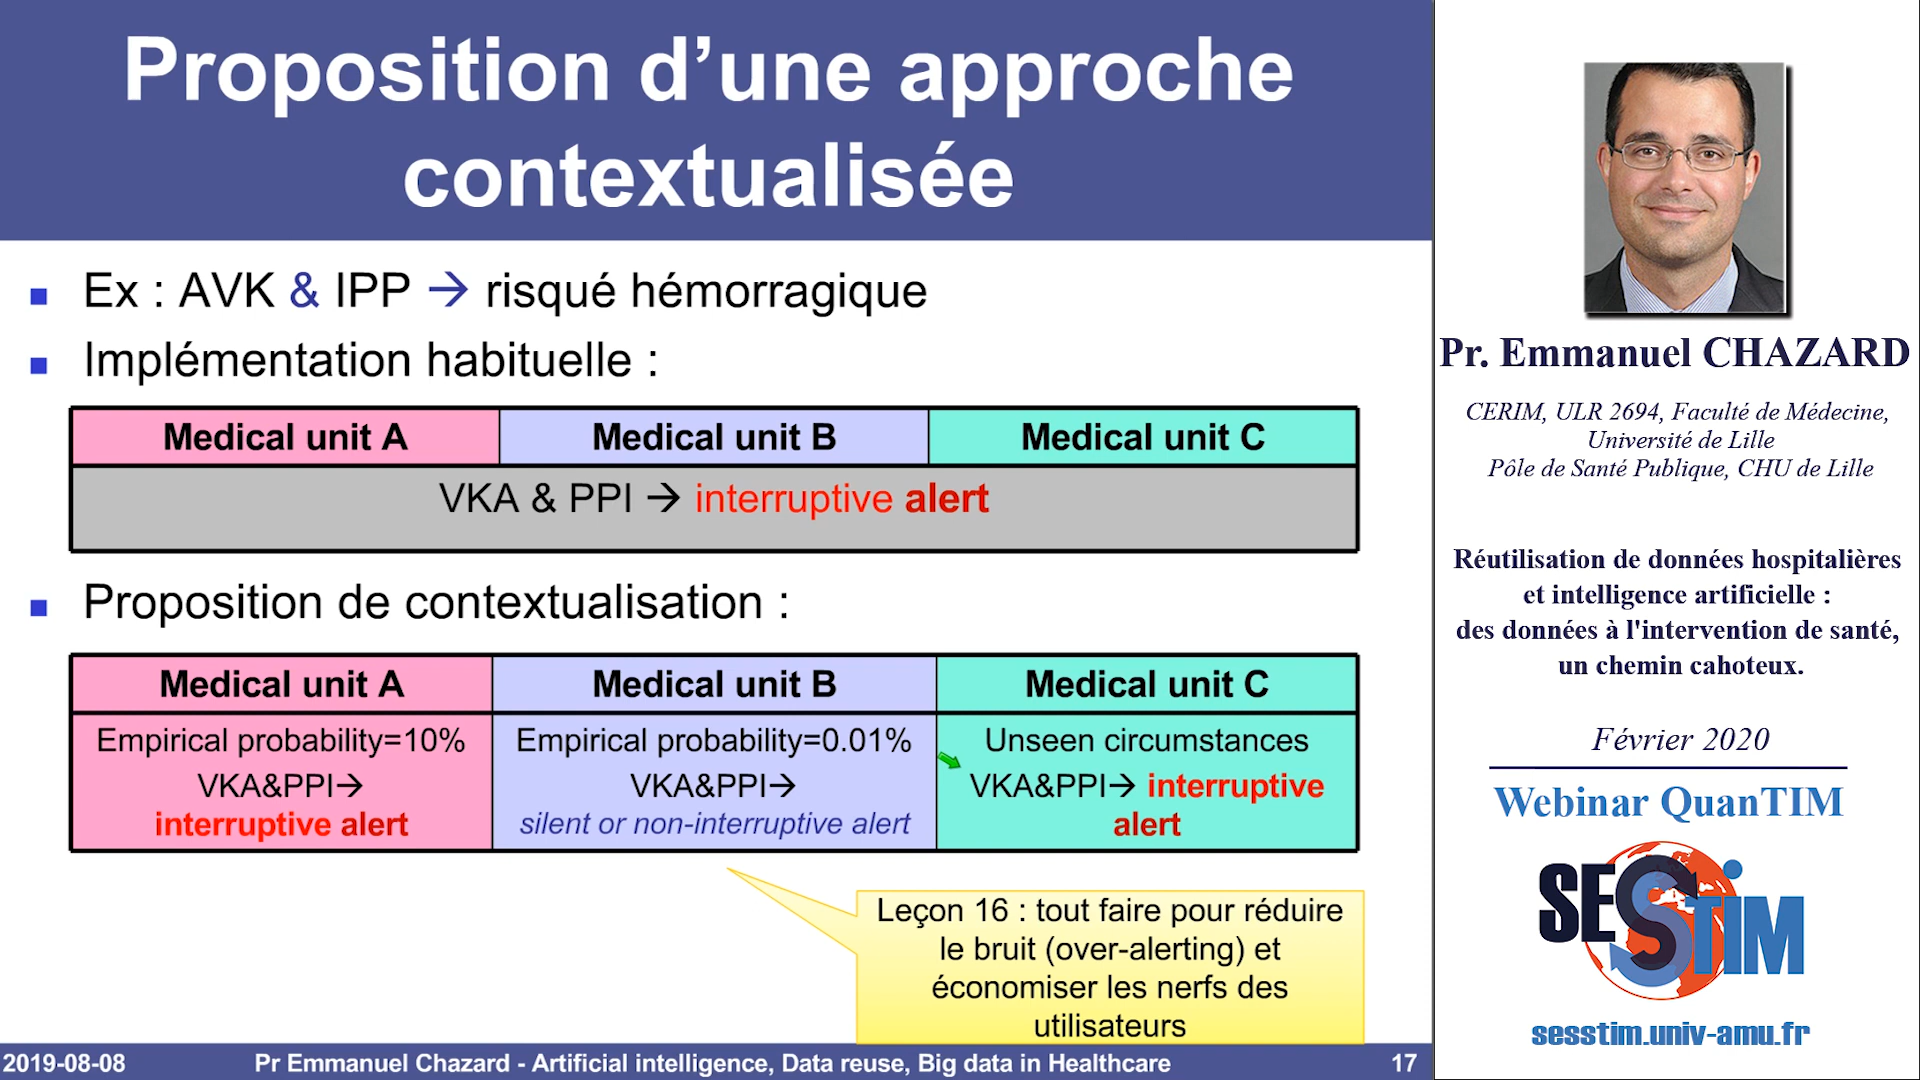 Proposition d’une approche
contextualisée
Ex : AVK & IPP → risqué hémorragique
Implémentation habituelle :
Medical unit A
Medical unit B
Medical unit C
VKA & PPI → interruptive alert
Proposition de contextualisation :
Medical unit A
Medical unit B
Medical unit C
Empirical probability=10%
VKA&PPI→
interruptive alert
Empirical probability=0.01%
VKA&PPI→
silent or non-interruptive alert
Unseen circumstances
VKA&PPI→ interruptive
alert
Leçon 16 : tout faire pour réduire
le bruit (over-alerting) et
économiser les nerfs des
utilisateurs
2019-08-08
Pr Emmanuel Chazard - Artificial intelligence, Data reuse, Big data in Healthcare
17
Pr. Emmanuel CHAZARD
CERIM, ULR 2694, Faculté de Médecine,
Université de Lille
Pôle de Santé Publique, CHU de Lille
Réutilisation de données hospitalières
et intelligence artificielle :
des données à l'intervention de santé,
un chemin cahoteux.
Février 2020
Webinar QuanTIM
SESSTIM
sesstim.univ-amu.fr